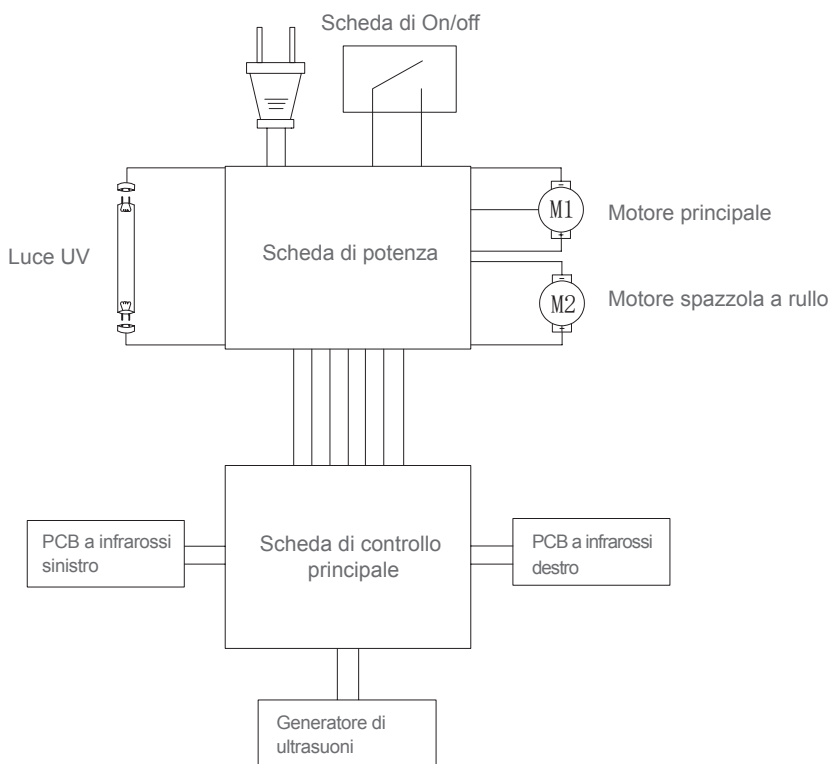 Scheda di On/off
M1
Motore principale
Luce UV
Scheda di potenza
M2
Motore spazzola a rullo
PCB a infrarossi
sinistro
Scheda di controllo
principale
PCB a infrarossi
destro
Generatore di
ultrasuoni